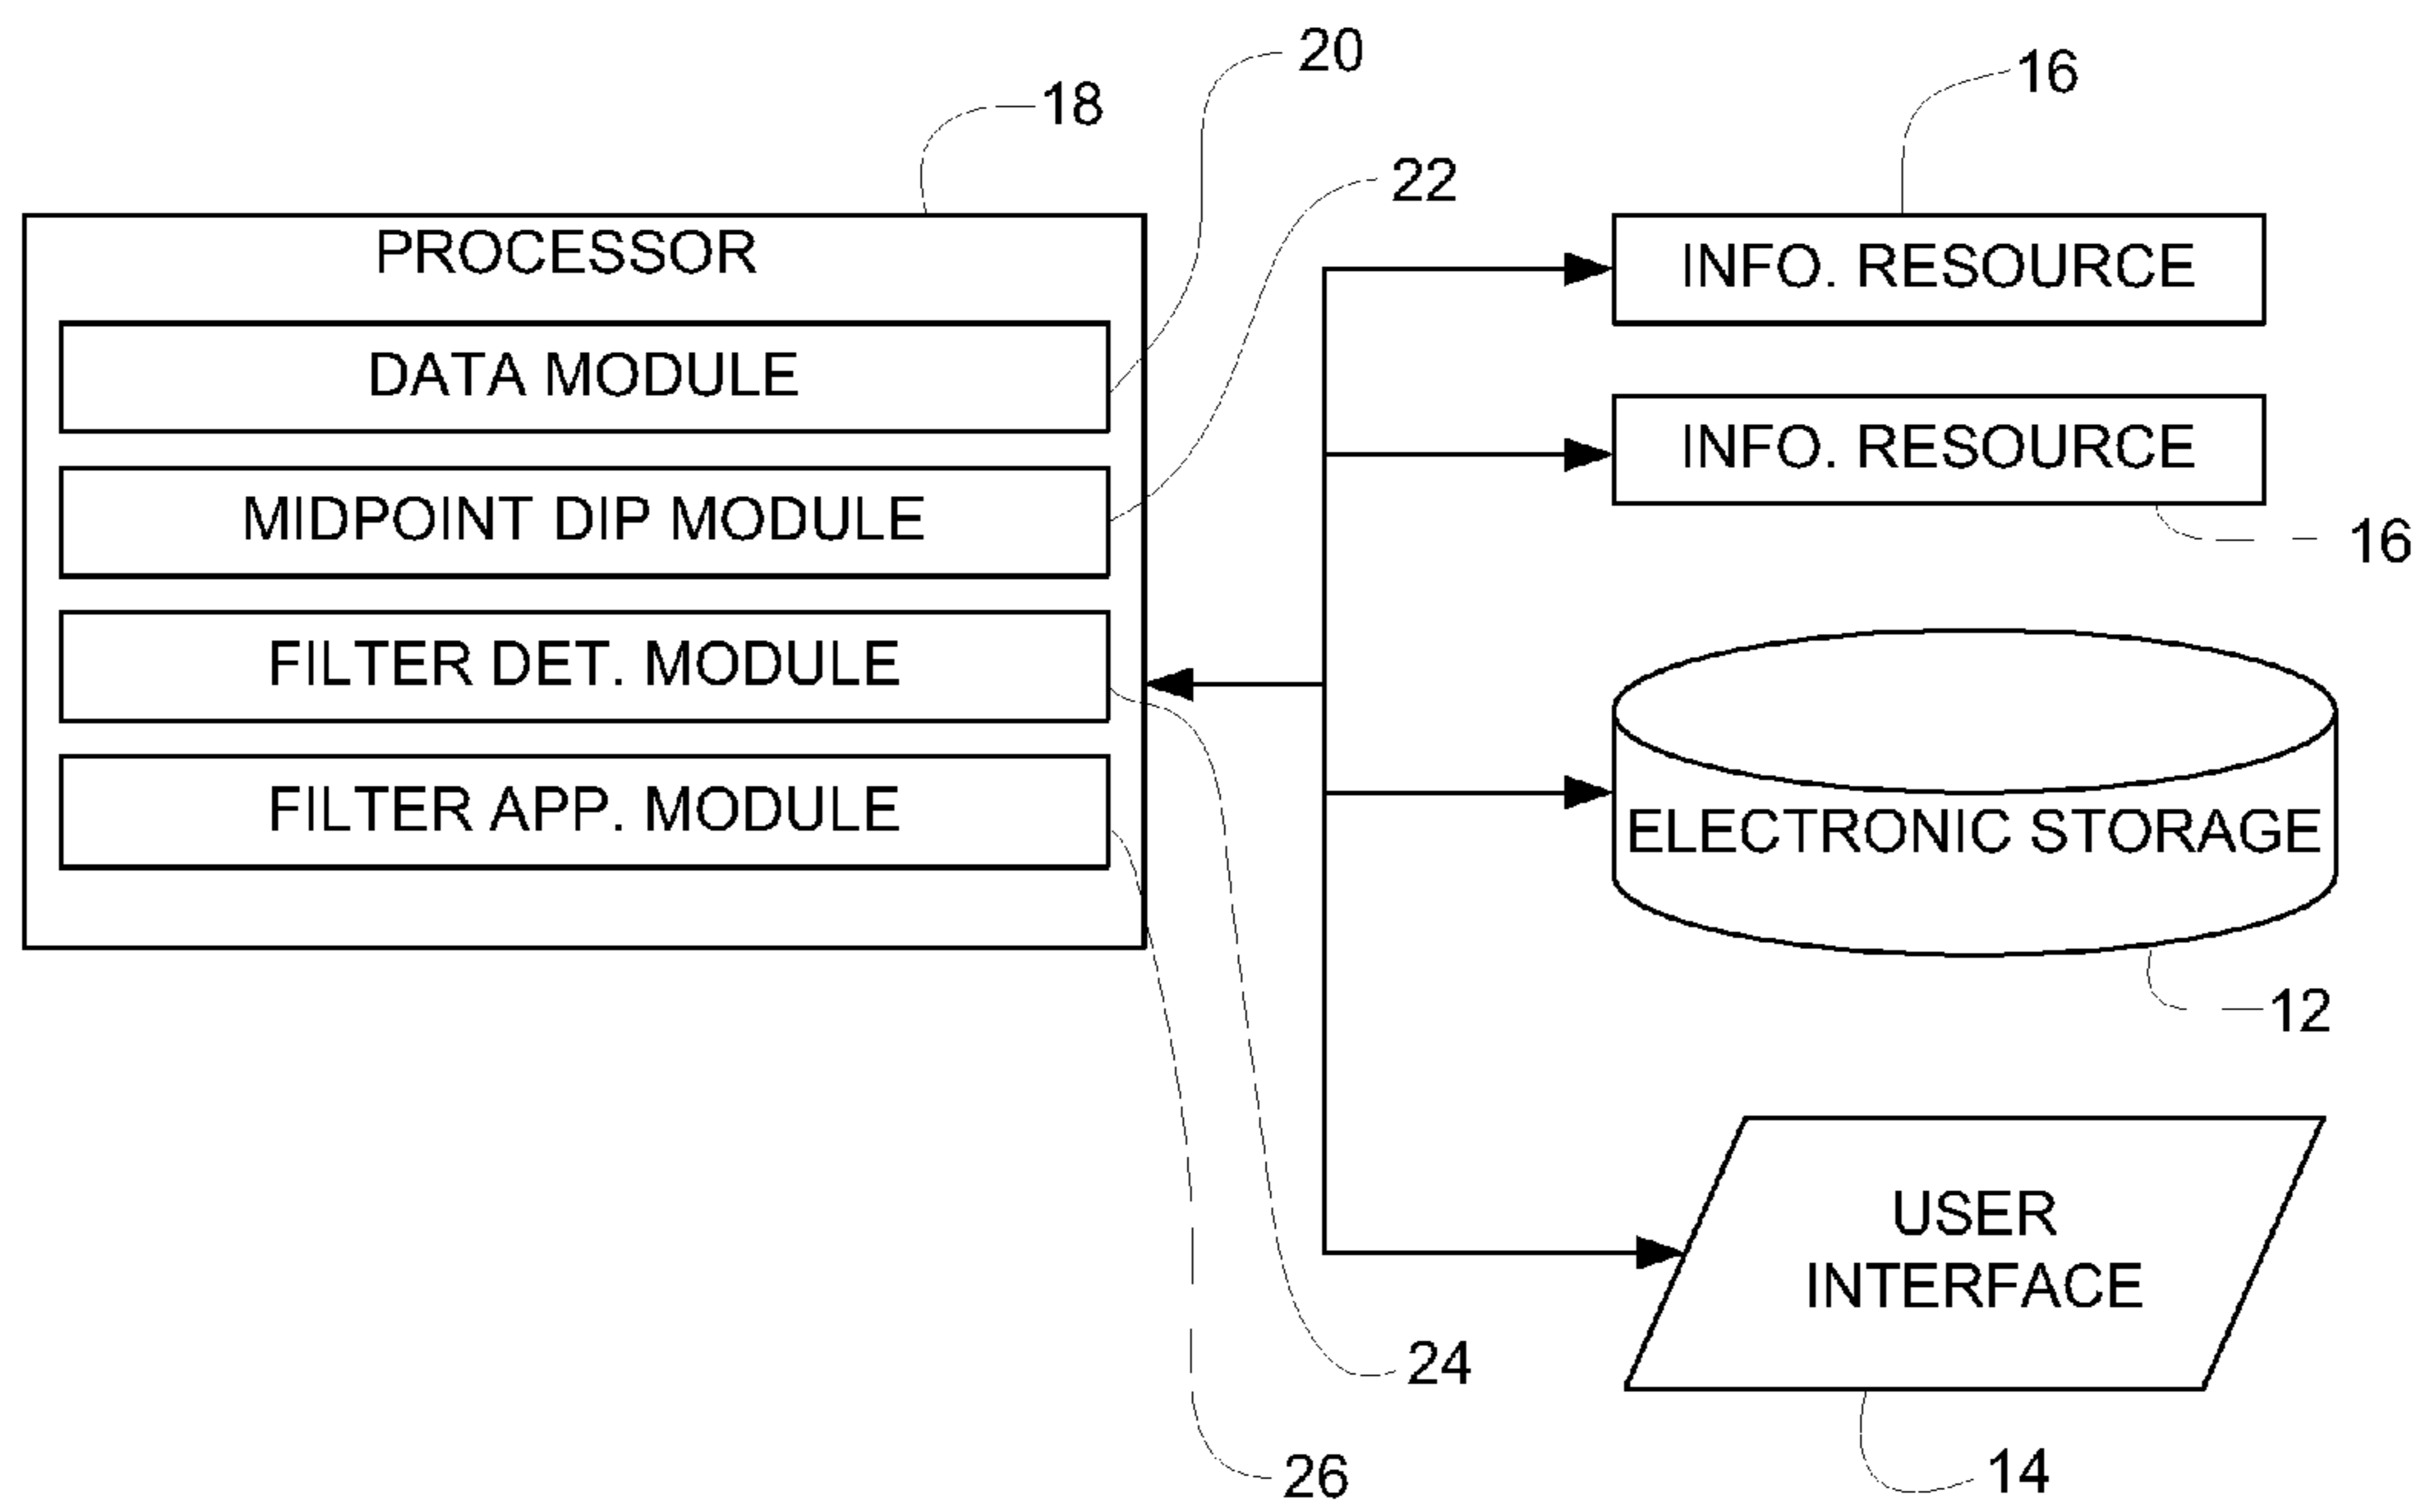 20
16
18
22
PROCESSOR
INFO. RESOURCE
DATA MODULE
INFO. RESOURCE
MIDPOINT DIP MODULE
16
FILTER DET. MODULE
FILTER APP. MODULE
ELECTRONIC STORAGE
12
USER
INTERFACE
24
26
14